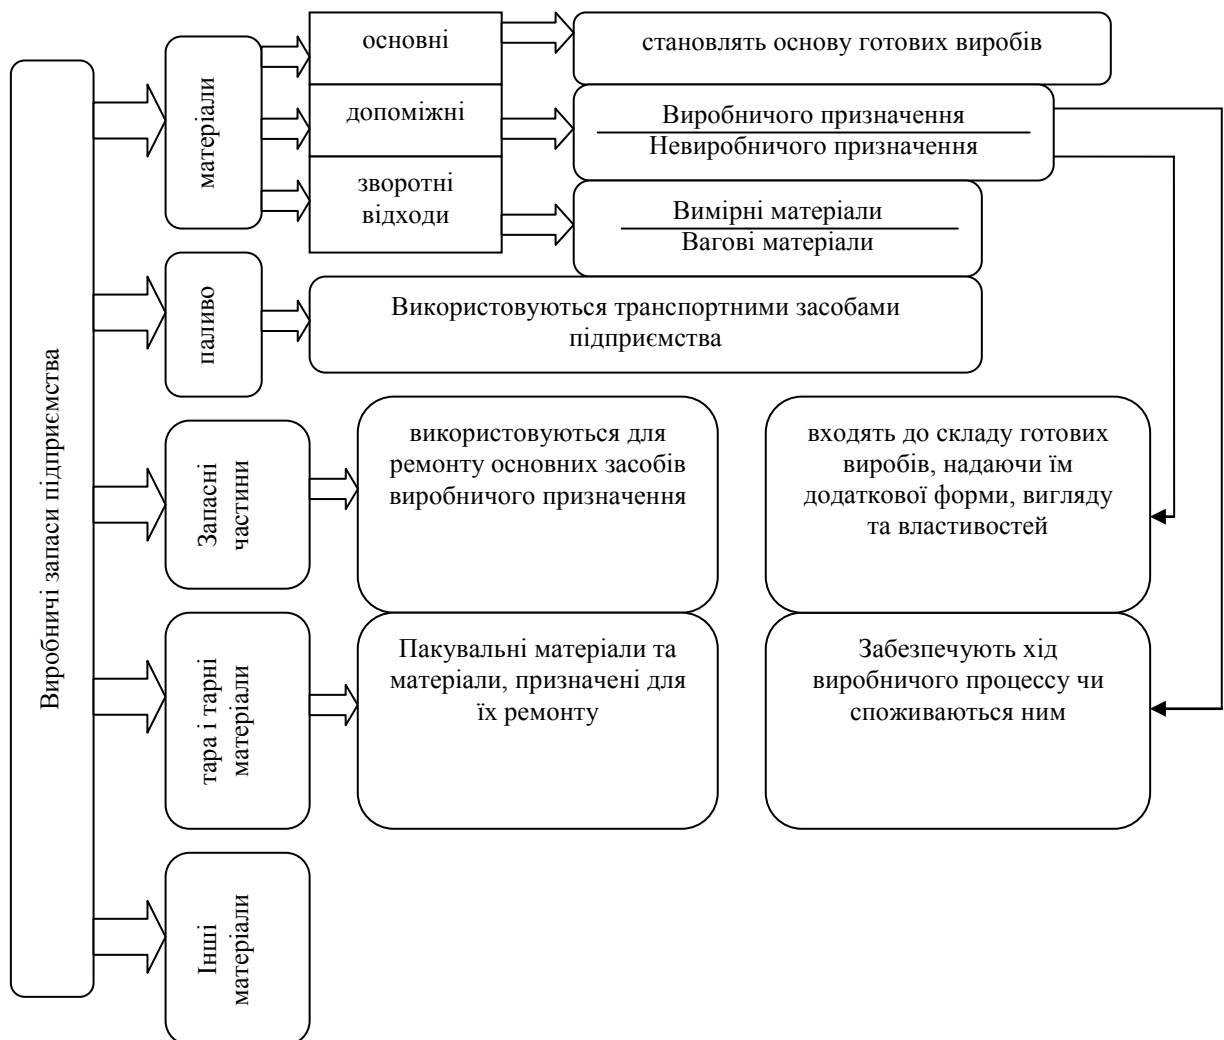 Виробничі запаси підприємства
матеріали
основні
становлять основу готових виробів
допоміжні
Виробничого призначення
Невиробничого призначення
зворотні
відходи
Вимірні матеріали
Вагові матеріали
паливо
Використовуються транспортними засобами
підприємства
Запасні
частини
використовуються для
ремонту основних засобів
виробничого призначення
входять до складу готових
виробів, надаючи їм
додаткової форми, вигляду
та властивостей
тара і тарні
матеріали
Пакувальні матеріали та
матеріали, призначені для
їх ремонту
Забезпечують хід
виробничого процессу чи
споживаються ним
Інші
матеріали